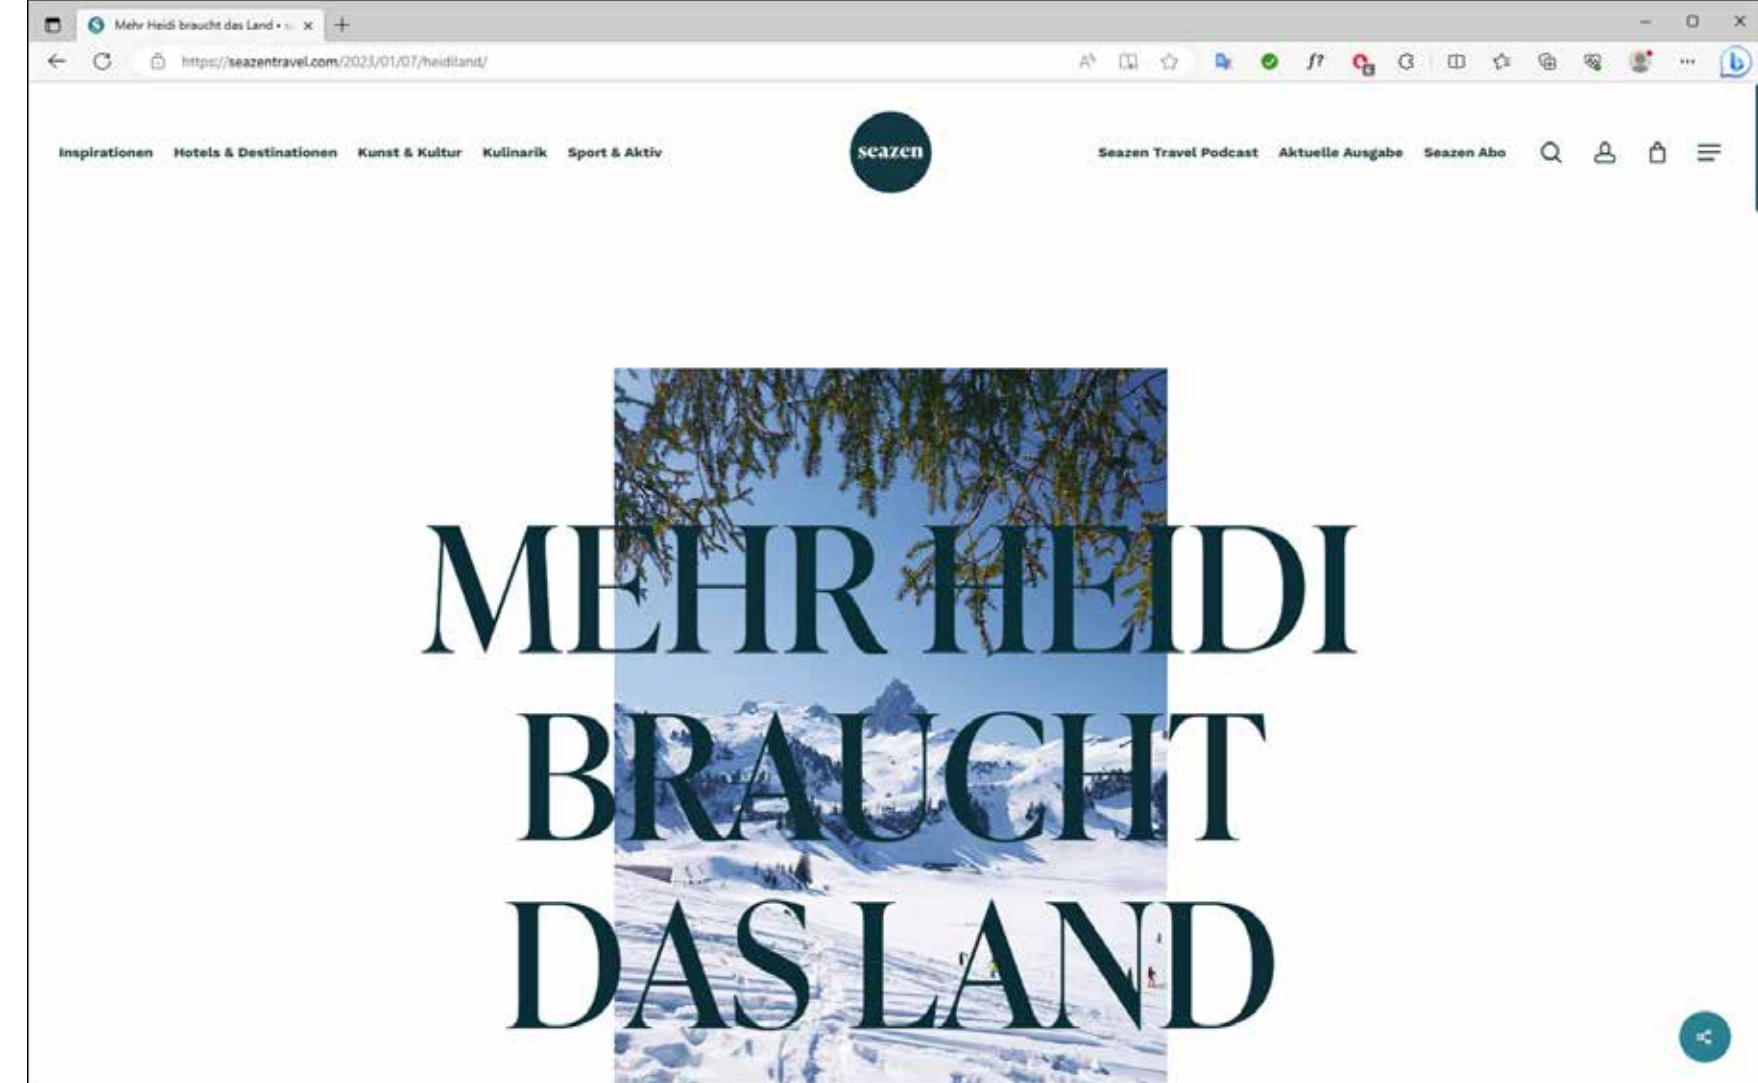 Mehr Heidi braucht das Land •
https://seazentravel.com/2023/01/07/heidiland/
Inspirationen Hotels & Destinationen Kunst & Kultur Kulinarik Sport & Aktiv
seazen
Seazen Travel Podcast Aktuelle Ausgabe Seazen Abo
MEHR HEIDI
BRAUCHT
DAS LAND